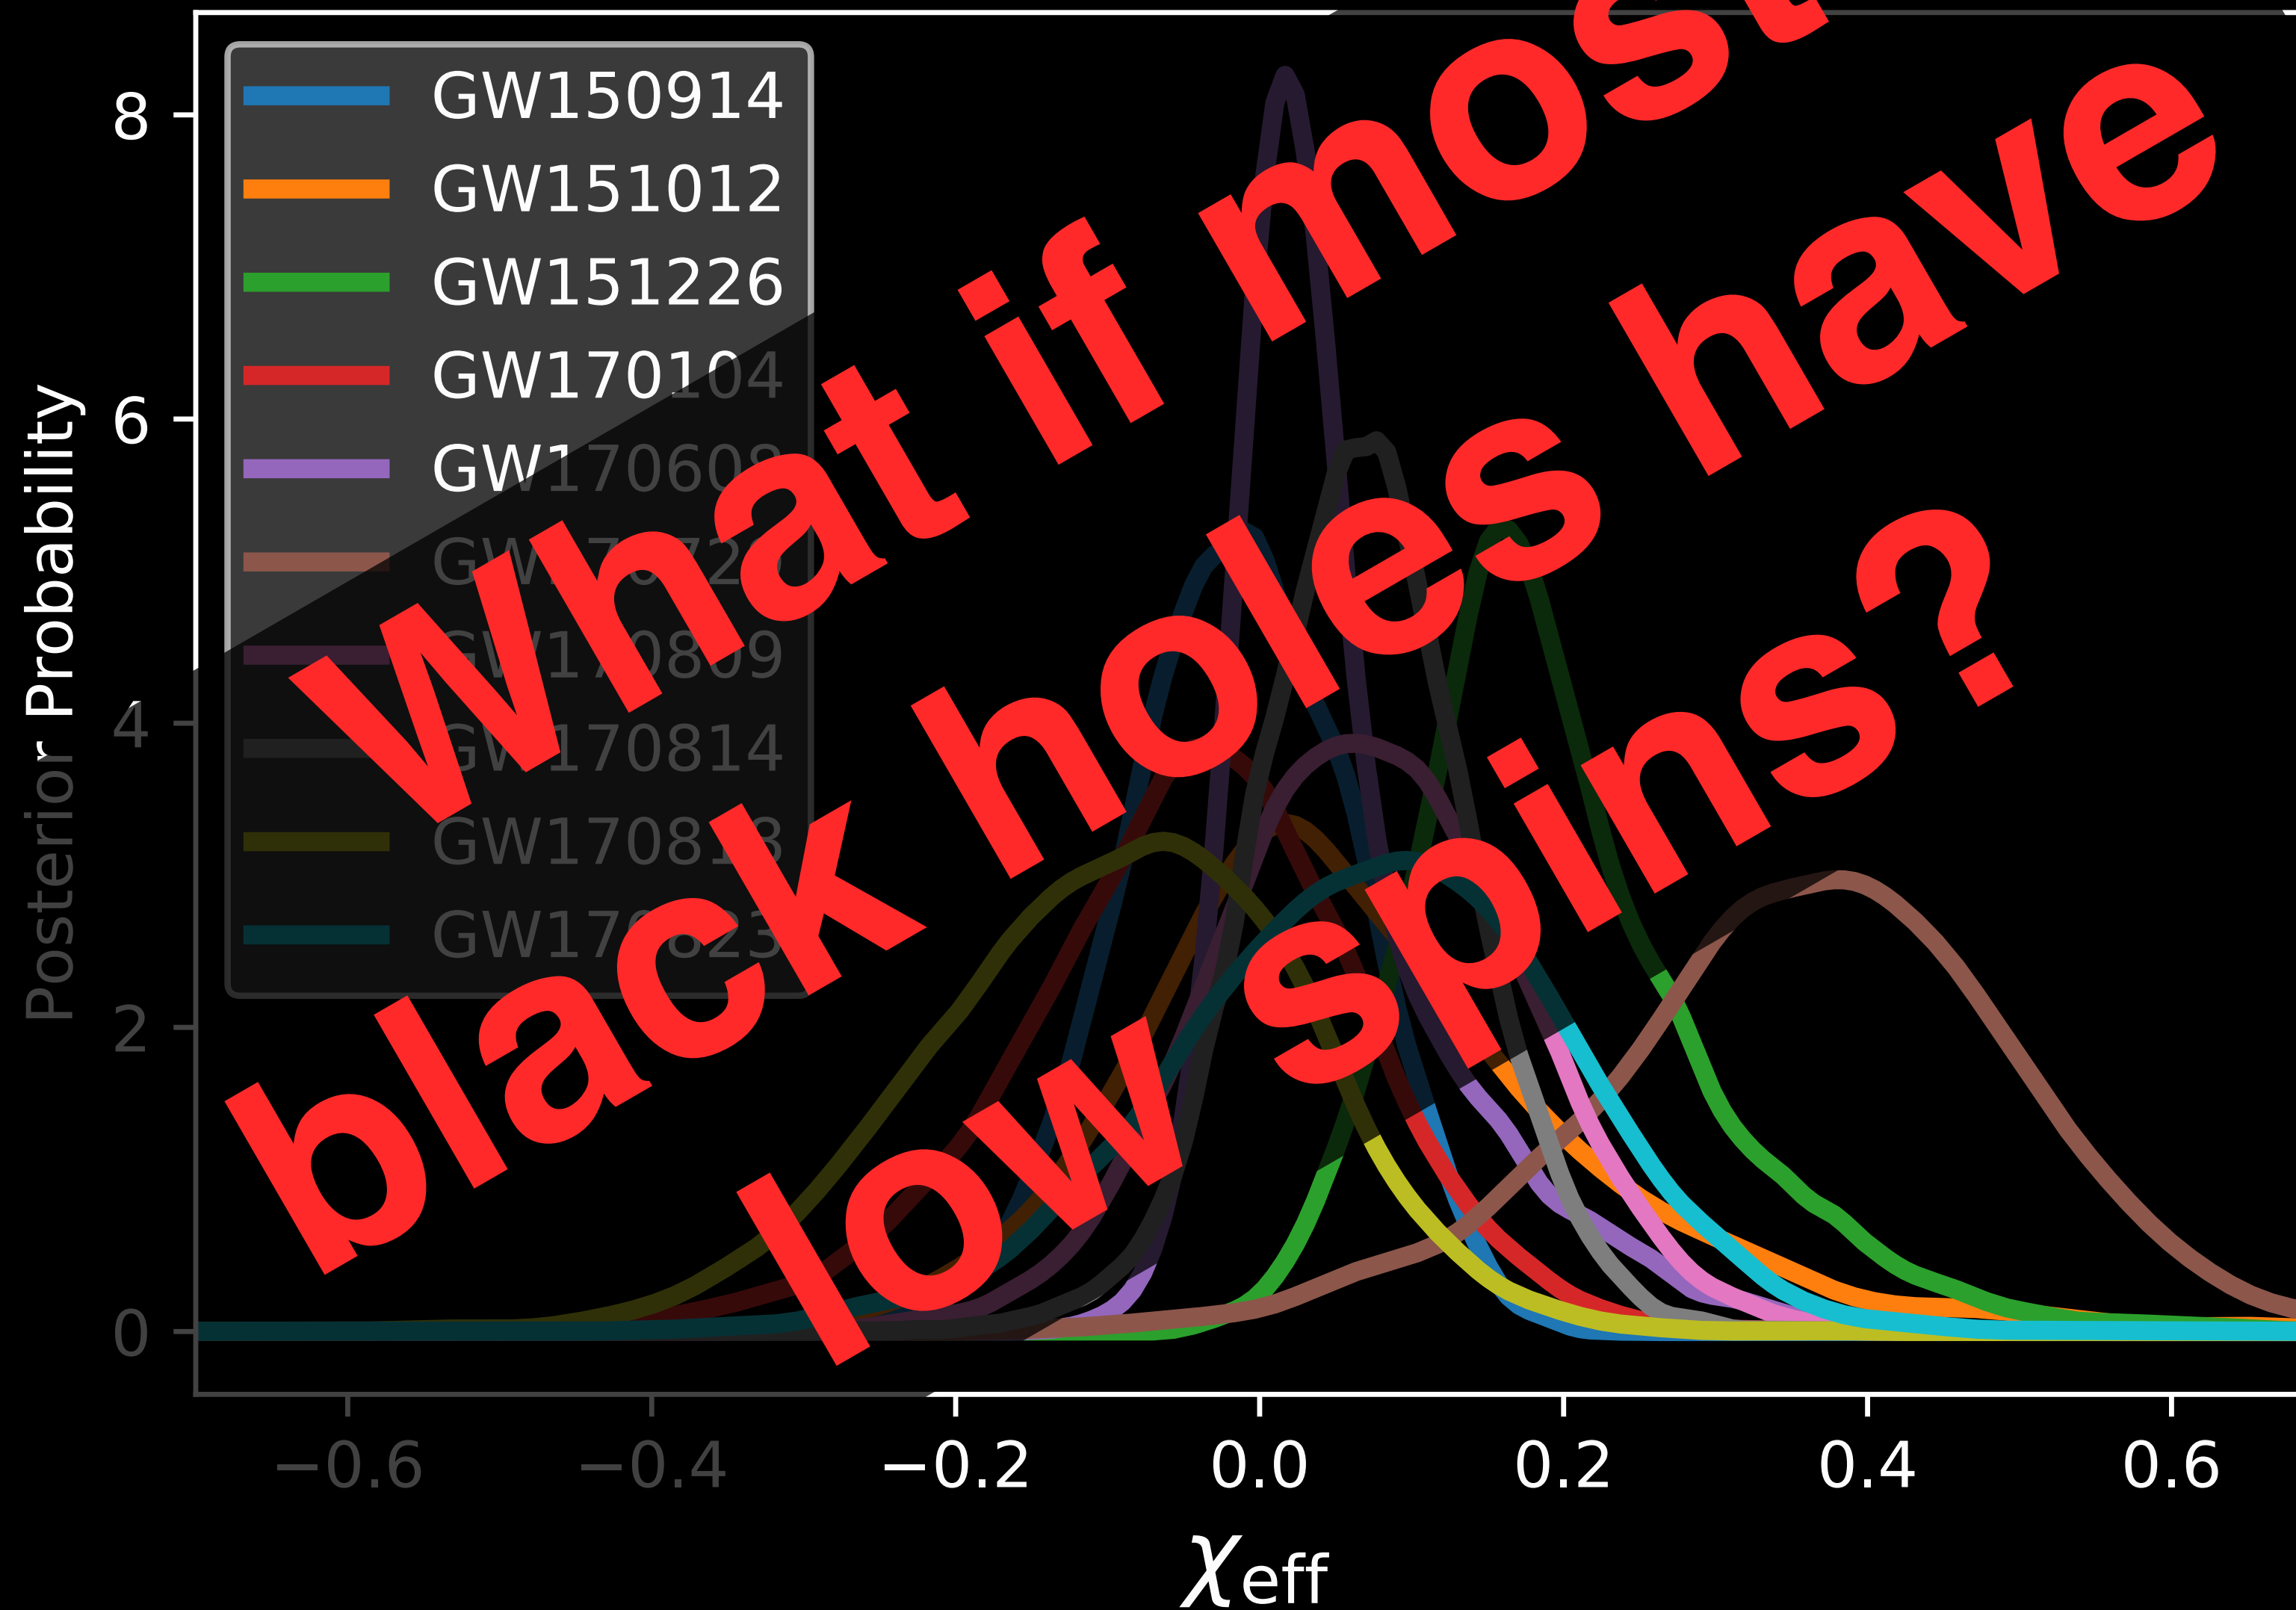 8
6
4
2
0
Posterior Probability
GW150914
GW151012
GW151226
GW170104
GW170608
GW170809
GW170814
GW170818
GW170823
What if most
black holes have
low spins?
−0.6
−0.4
−0.2
0.0
0.2
0.4
0.6
χeff